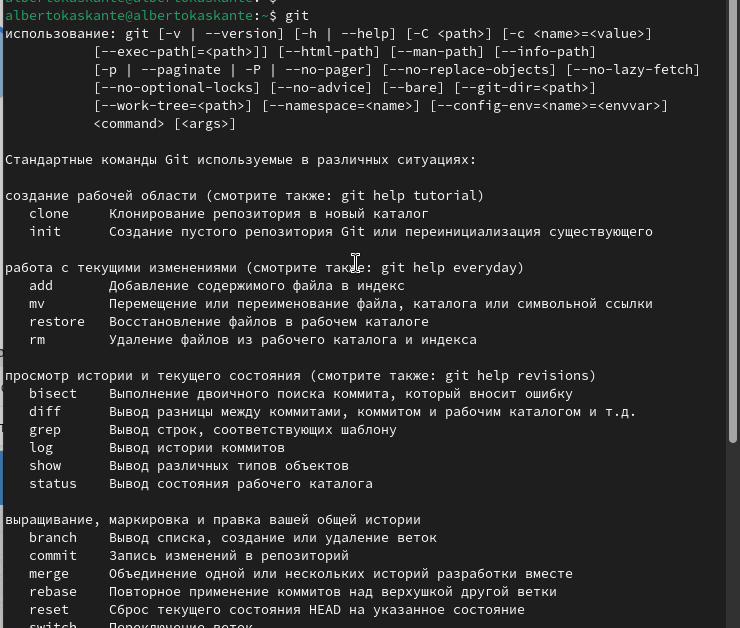 albertokaskante@albertokaskante:~$ git
использование: git [-v | --version] [-h | --help] [-C <path>] [-c <name>=<value>]
[--exec-path[=<path>]] [--html-path] [--man-path] [--info-path]
[-p | --paginate | -P | --no-pager] [--no-replace-objects] [--no-lazy-fetch]
[--no-optional-locks] [--no-advice] [--bare] [--git-dir=<path>]
[--work-tree=<path>] [--namespace=<name>] [--config-env=<name>=<envvar>]
<command> [<args>]
Стандартные команды Git используемые в различных ситуациях:
создание рабочей области (смотрите также: git help tutorial)
clone Клонирование репозитория в новый каталог
init Создание пустого репозитория Git или переинициализация существующего
работа с текущими изменениями (смотрите также: git help everyday)
add Добавление содержимого файла в индекс
mv Перемещение или переименование файла, каталога или символьной ссылки
restore Восстановление файлов в рабочем каталоге
rm Удаление файлов из рабочего каталога и индекса
просмотр истории и текущего состояния (смотрите также: git help revisions)
bisect Выполнение двоичного поиска коммита, который вносит ошибку
diff Вывод разницы между коммитами, коммитом и рабочим каталогом и т.д.
grep Вывод строк, соответствующих шаблону
log Вывод истории коммитов
show Вывод различных типов объектов
status Вывод состояния рабочего каталога
выращивание, маркировка и правка вашей общей истории
branch Вывод списка, создание или удаление веток
commit Запись изменений в репозиторий
merge Объединение одной или нескольких историй разработки вместе
rebase Повторное применение коммитов над верхушкой другой ветки
reset Сброс текущего состояния HEAD на указанное состояние
switch Переключение веток